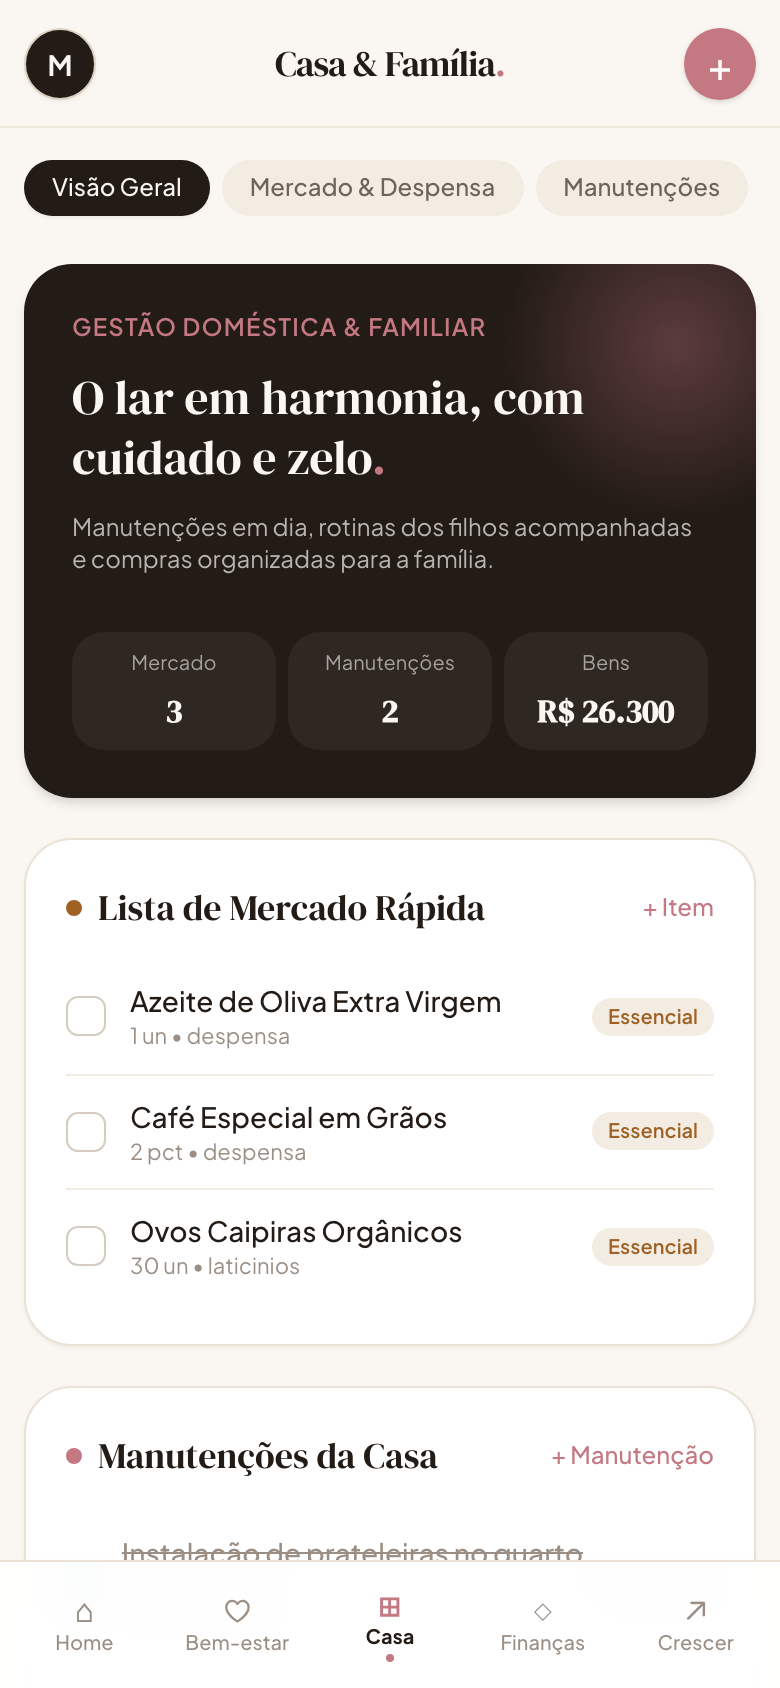 M
Casa & Família.
+
Visão Geral
Mercado & Despensa
Manutenções
GESTÃO DOMÉSTICA & FAMILIAR
O lar em harmonia, com
cuidado e zelo.
Manutenções em dia, rotinas dos filhos acompanhadas
e compras organizadas para a família.
Mercado
3
Manutenções
2
Bens
R$ 26.300
Lista de Mercado Rápida
+ Item
Azeite de Oliva Extra Virgem
1 un • despensa
Essencial
Café Especial em Grãos
2 pct • despensa
Essencial
Ovos Caipiras Orgânicos
30 un • laticinios
Essencial
Manutenções da Casa
+ Manutenção
Instalação de prateleiras no quarto
Home
Bem-estar
Casa
Finanças
Crescer